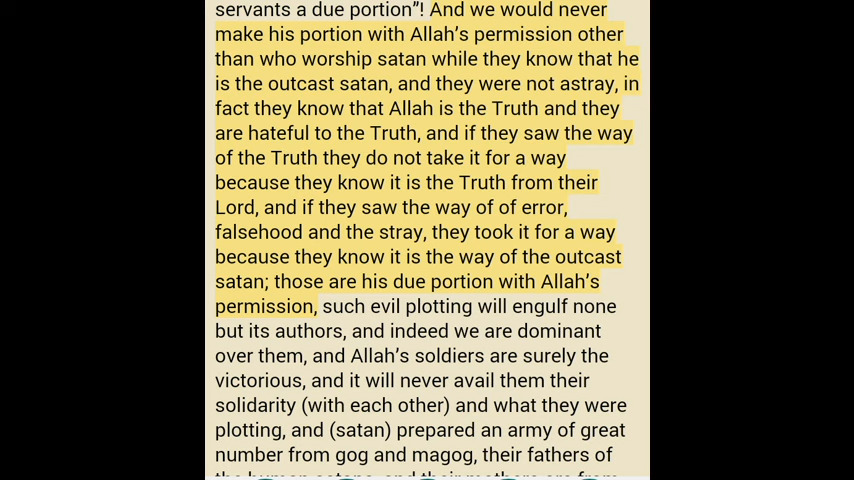 servants a due portion"! And we would never
make his portion with Allah's permission other
than who worship satan while they know that he
is the outcast satan, and they were not astray, in
fact they know that Allah is the Truth and they
are hateful to the Truth, and if they saw the way
of the Truth they do not take it for a way
because they know it is the Truth from their
Lord, and if they saw the way of of error,
falsehood and the stray, they took it for a way
because they know it is the way of the outcast
satan; those are his due portion with Allah's
permission, such evil plotting will engulf none
but its authors, and indeed we are dominant
over them, and Allah's soldiers are surely the
victorious, and it will never avail them their
solidarity (with each other) and what they were
plotting, and (satan) prepared an army of great
number from gog and magog, their fathers of
the human satans, and their mothers are from